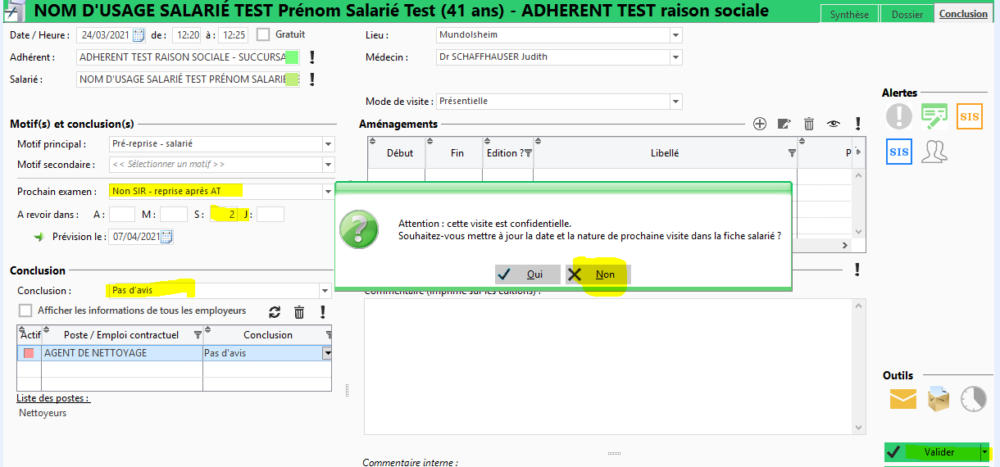 NOM D'USAGE SALARIÉ TEST Prénom Salarié Test (41 ans) - ADHERENT TEST raison sociale
Synthèse
Dossier
Conclusion
Date / Heure : 24/03/2021 de : 12:20 à : 12:25 Gratuit
Lieu : Mundolsheim
Adhérent : ADHERENT TEST RAISON SOCIALE - SUCCURSA
Médecin : Dr SCHAFFHAUSER Judith
Salarié : NOM D'USAGE SALARIÉ TEST PRÉNOM SALARIÉ
Mode de visite : Présentielle
Alertes
SIS
SIS
Motif(s) et conclusion(s)
Motif principal : Pré-reprise - salarié
Motif secondaire : << Sélectionner un motif >>
Prochain examen : Non SIR - reprise après AT
A revoir dans : A : M : S : 2 J :
Prévision le : 07/04/2021
Aménagements
Début Fin Edition ? Libellé P
Attention : cette visite est confidentielle.
Souhaitez-vous mettre à jour la date et la nature de prochaine visite dans la fiche salarié ?
Oui Non
Conclusion
Conclusion : Pas d'avis
Afficher les informations de tous les employeurs
Actif Poste / Emploi contractuel Conclusion
AGENT DE NETTOYAGE Pas d'avis
Liste des postes :
Nettoyeurs
Commentaire (imprimé sur les éditions) :
Commentaire interne :
Outils
Valider